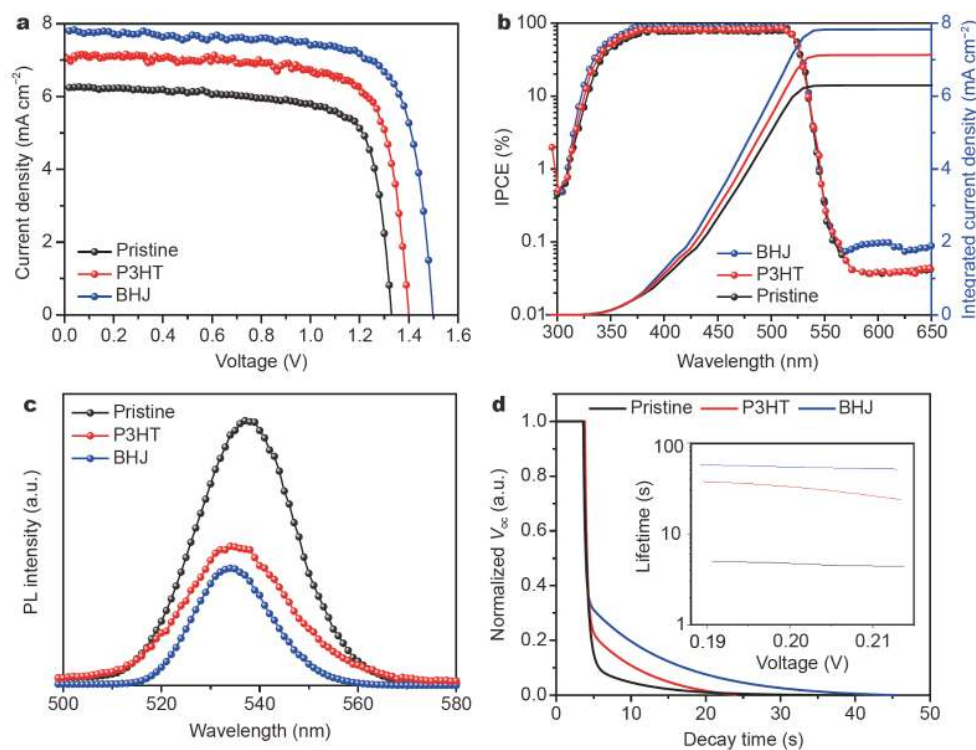 a
8
6
4
2
0
Current density (mA cm⁻²)
Pristine
P3HT
BHJ
0.0 0.2 0.4 0.6 0.8 1.0 1.2 1.4 1.6
Voltage (V)
b
100
10
1
0.1
0.01
IPCE (%)
8
6
4
2
0
Integrated current density (mA cm⁻²)
BHJ
P3HT
Pristine
300 350 400 450 500 550 600 650
Wavelength (nm)
c
Pristine
P3HT
BHJ
PL intensity (a.u.)
500 520 540 560 580
Wavelength (nm)
d
Pristine P3HT BHJ
1.0
0.8
0.6
0.4
0.2
0.0
Normalized Voc (a.u.)
100
10
1
Lifetime (s)
0.19 0.20 0.21
Voltage (V)
0 10 20 30 40 50
Decay time (s)